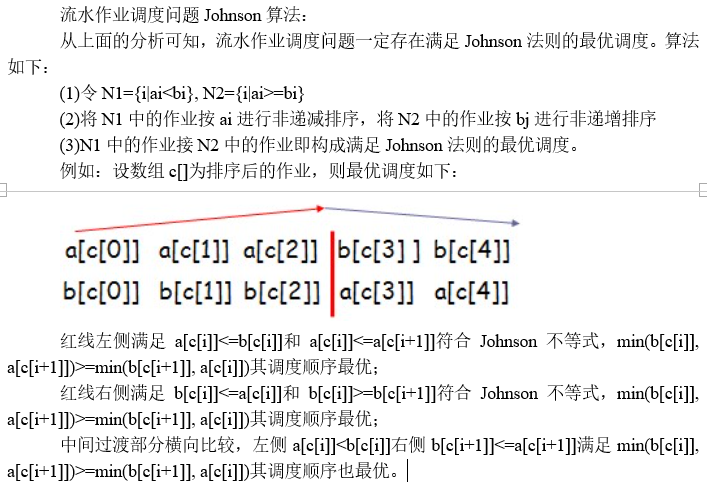 流水作业调度问题 Johnson 算法：
从上面的分析可知，流水作业调度问题一定存在满足 Johnson 法则的最优调度。算法
如下：
(1)令 N1={i|ai<bi}, N2={i|ai>=bi}
(2)将 N1 中的作业按 ai 进行非递减排序，将 N2 中的作业按 bj 进行非递增排序
(3)N1 中的作业接 N2 中的作业即构成满足 Johnson 法则的最优调度。
例如：设数组 c[]为排序后的作业，则最优调度如下：
a[c[0]] a[c[1]] a[c[2]] b[c[3] ] b[c[4]]
b[c[0]] b[c[1]] b[c[2]] a[c[3]] a[c[4]]
红线左侧满足 a[c[i]]<=b[c[i]]和 a[c[i]]<=a[c[i+1]]符合 Johnson 不等式，min(b[c[i]],
a[c[i+1]])>=min(b[c[i+1]], a[c[i]])其调度顺序最优；
红线右侧满足 b[c[i]]<=a[c[i]]和 b[c[i]]>=b[c[i+1]]符合 Johnson 不等式，min(b[c[i]],
a[c[i+1]])>=min(b[c[i+1]], a[c[i]])其调度顺序最优；
中间过渡部分横向比较，左侧 a[c[i]]<b[c[i]]右侧 b[c[i+1]]<=a[c[i+1]]满足 min(b[c[i]],
a[c[i+1]])>=min(b[c[i+1]], a[c[i]])其调度顺序也最优。